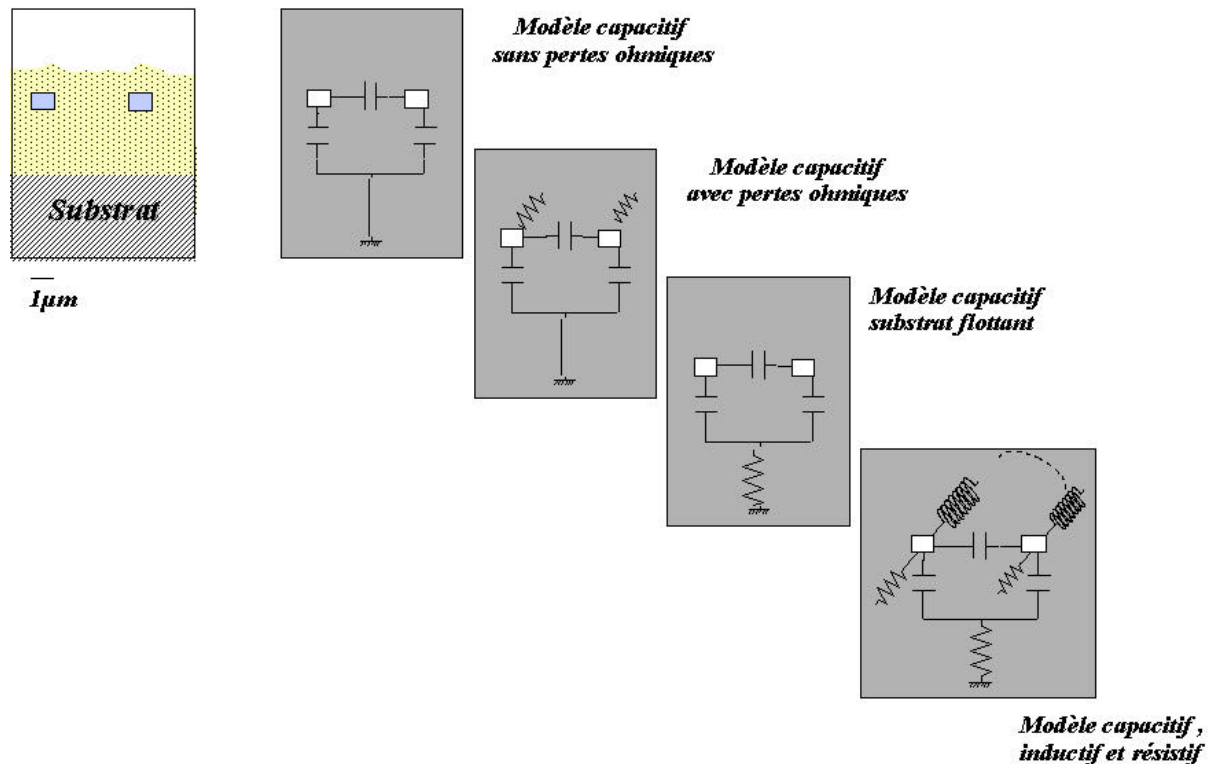 Modèle capacitif
sans pertes ohmiques
Modèle capacitif
avec pertes ohmiques
Substrat
1µm
Modèle capacitif
substrat flottant
Modèle capacitif ,
inductif et résistif